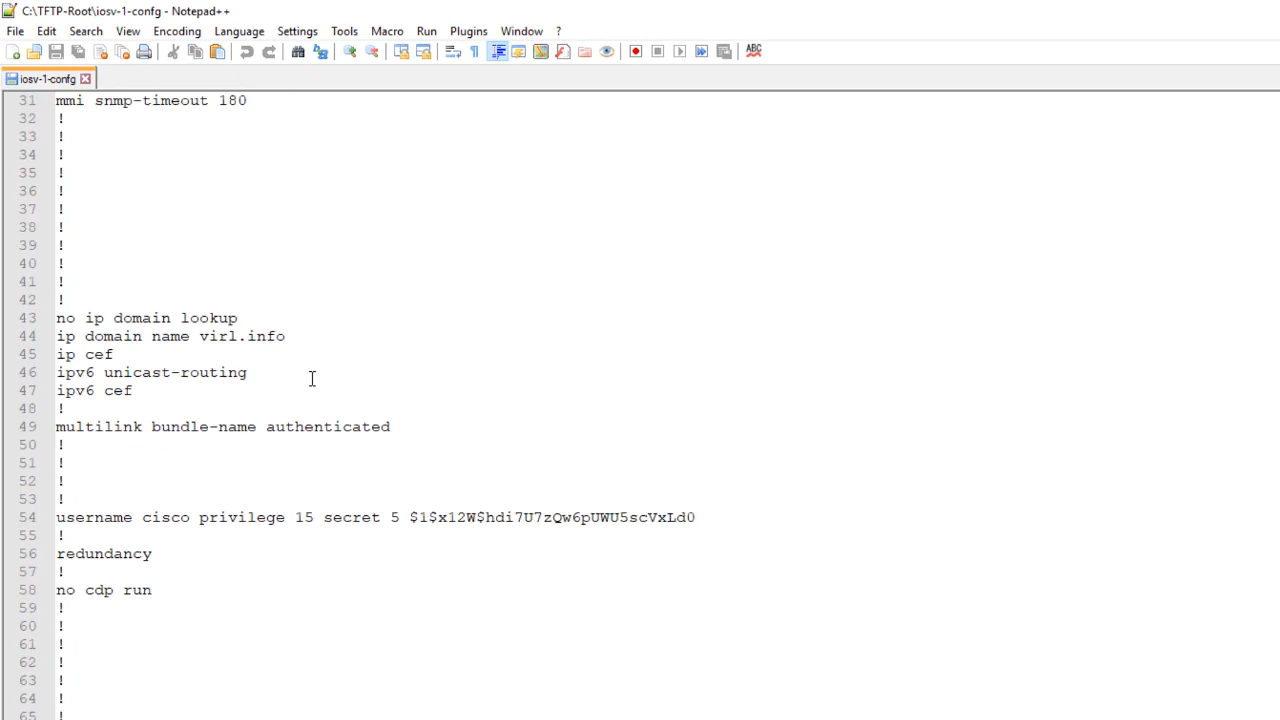 C:\TFTP-Root\iosv-1-confg - Notepad++
File Edit Search View Encoding Language Settings Tools Macro Run Plugins Window ?
ABC
iosv-1-confg
31 mmi snmp-timeout 180
32 !
33 !
34 !
35 !
36 !
37 !
38 !
39 !
40 !
41 !
42 !
43 no ip domain lookup
44 ip domain name virl.info
45 ip cef
46 ipv6 unicast-routing
47 ipv6 cef
48 !
49 multilink bundle-name authenticated
50 !
51 !
52 !
53 !
54 username cisco privilege 15 secret 5 $1$x12W$hdi7U7zQw6pUWU5scVxLd0
55 !
56 redundancy
57 !
58 no cdp run
59 !
60 !
61 !
62 !
63 !
64 !
65 !